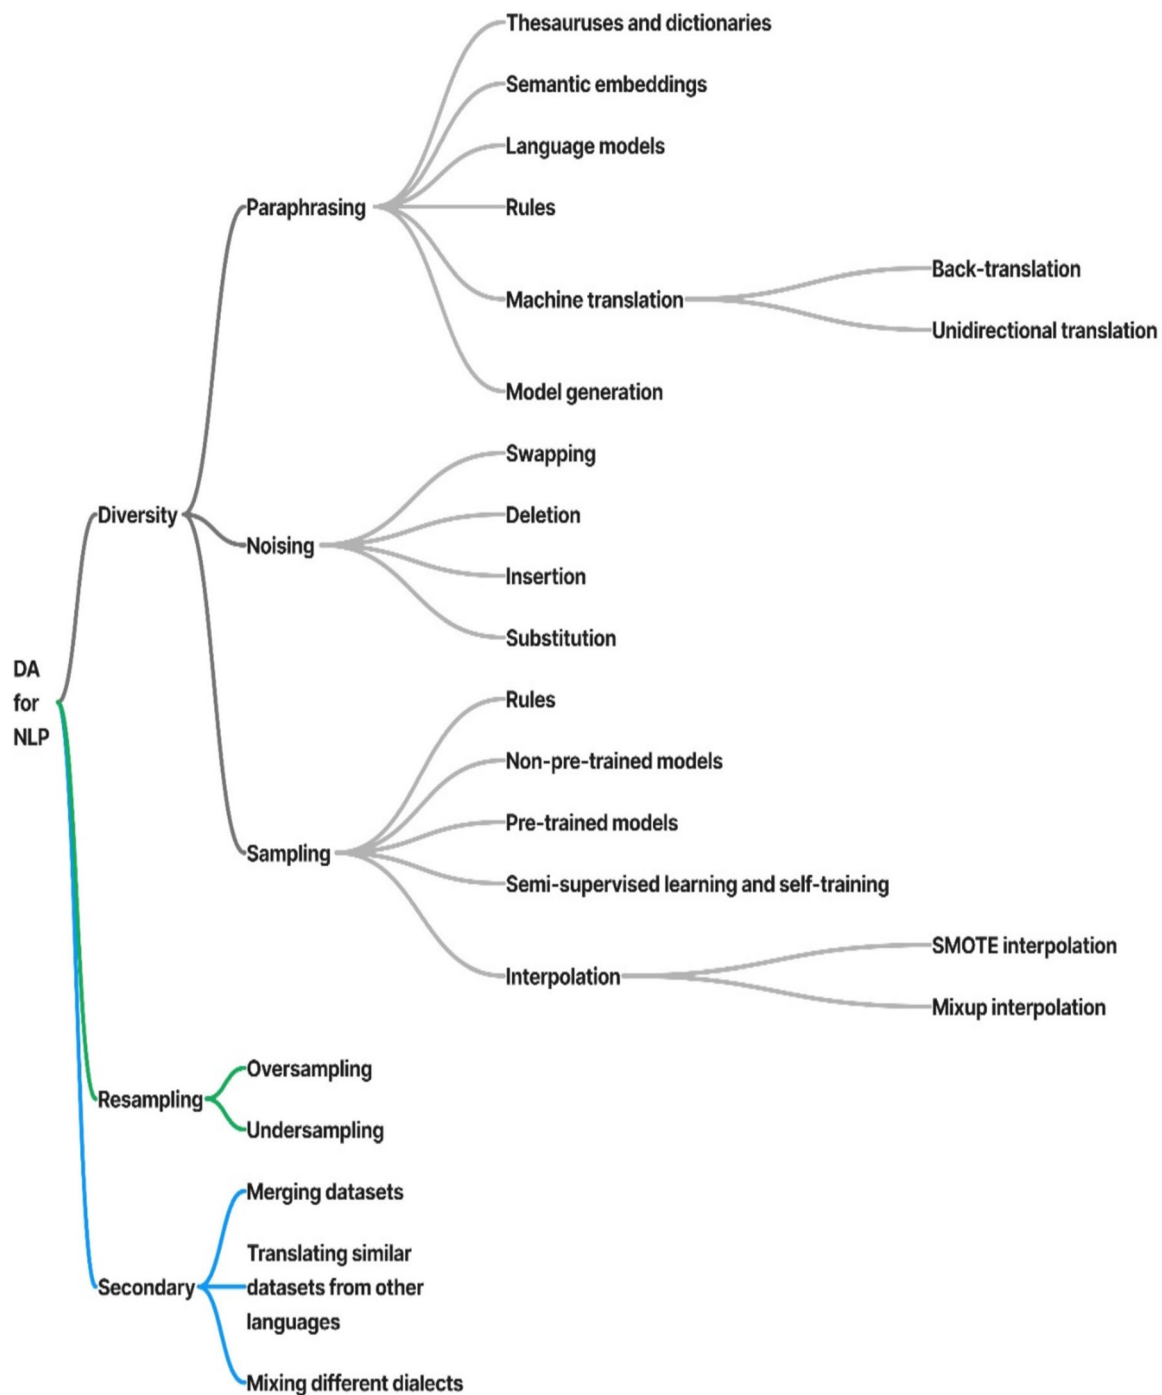 Thesauruses and dictionaries
Semantic embeddings
Language models
Paraphrasing
Rules
Back-translation
Machine translation
Unidirectional translation
Model generation
Swapping
Diversity
Deletion
Noising
Insertion
Substitution
DA
for
NLP
Rules
Non-pre-trained models
Pre-trained models
Sampling
Semi-supervised learning and self-training
SMOTE interpolation
Interpolation
Mixup interpolation
Oversampling
Resampling
Undersampling
Merging datasets
Translating similar
datasets from other
languages
Secondary
Mixing different dialects